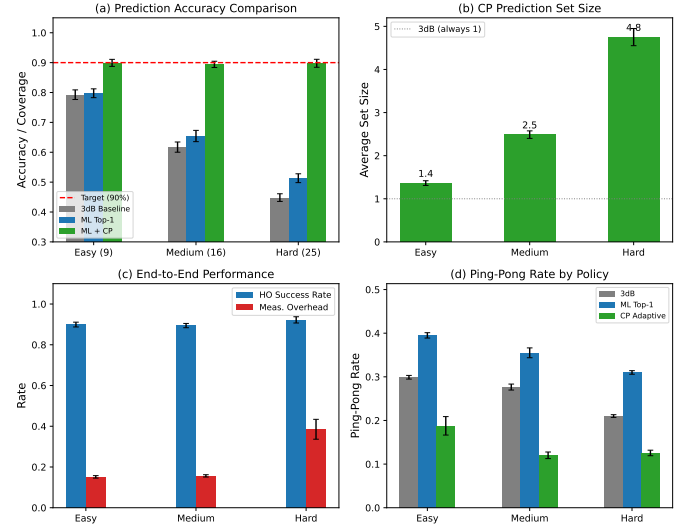 (a) Prediction Accuracy Comparison
Accuracy / Coverage
1.0
0.9
0.8
0.7
0.6
0.5
0.4
0.3
Target (90%)
3dB Baseline
ML Top-1
ML + CP
Easy (9)
Medium (16)
Hard (25)
(b) CP Prediction Set Size
Average Set Size
5
4
3
2
1
0
3dB (always 1)
1.4
2.5
4.8
Easy
Medium
Hard
(c) End-to-End Performance
Rate
1.0
0.8
0.6
0.4
0.2
0.0
HO Success Rate
Meas. Overhead
Easy
Medium
Hard
(d) Ping-Pong Rate by Policy
Ping-Pong Rate
0.5
0.4
0.3
0.2
0.1
0.0
3dB
ML Top-1
CP Adaptive
Easy
Medium
Hard